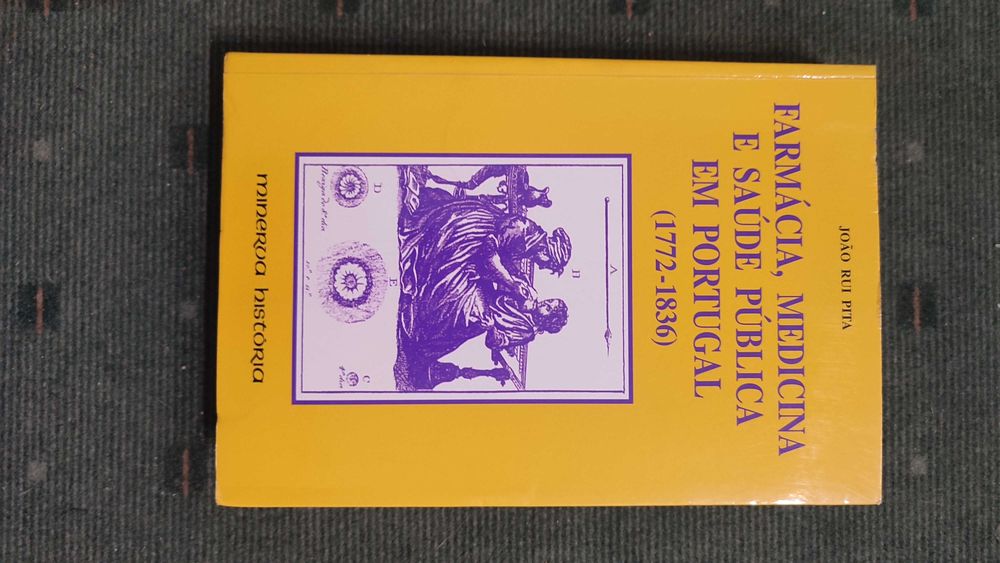 JOÃO RUI PITA
FARMÁCIA, MEDICINA
E SAÚDE PÚBLICA
EM PORTUGAL
(1772-1836)
A
B
D
E
C
minerva história